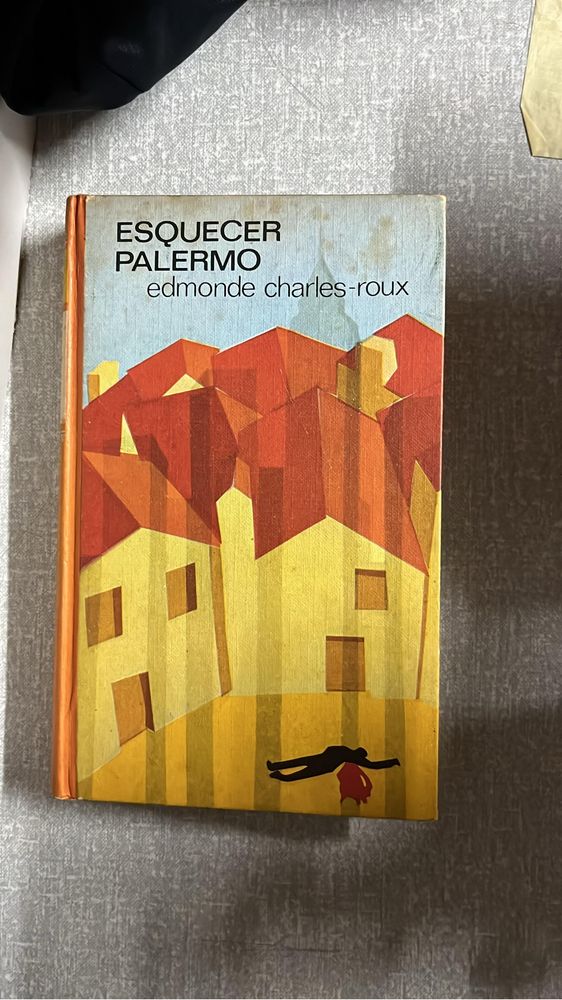 ESQUECER
PALERMO
edmonde charles-roux